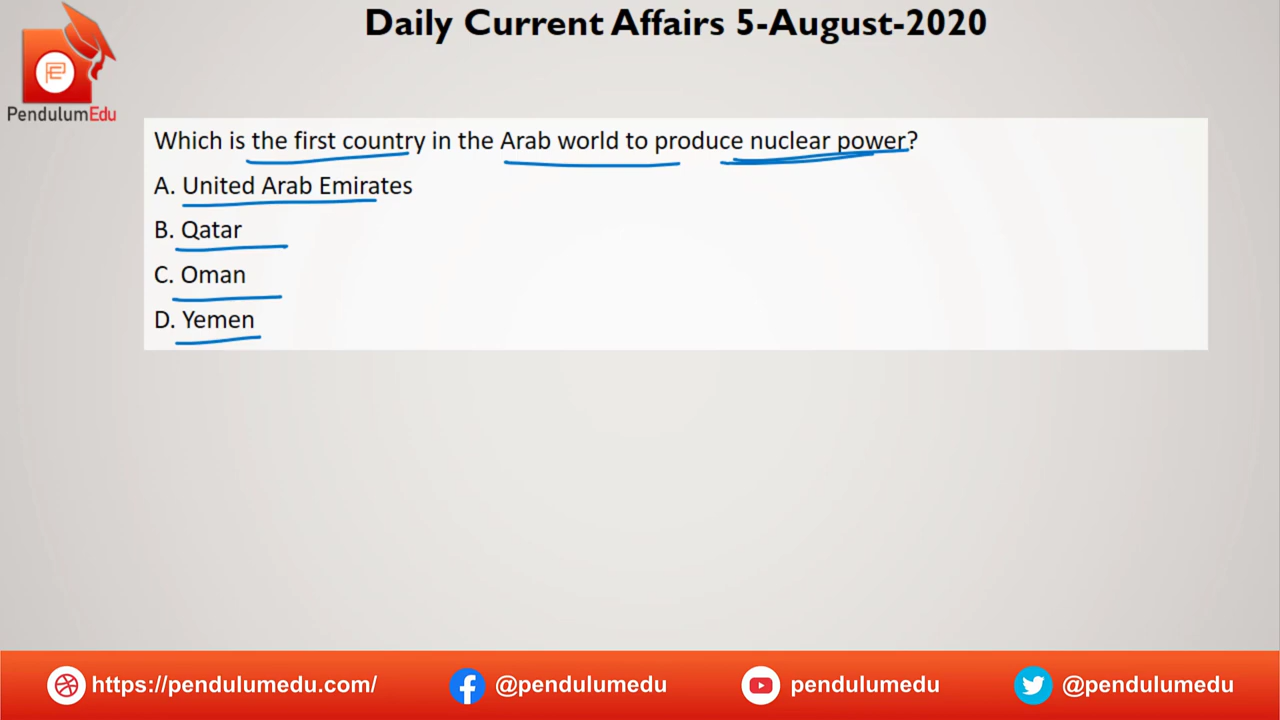 Daily Current Affairs 5-August-2020
PendulumEdu
Which is the first country in the Arab world to produce nuclear power?
A. United Arab Emirates
B. Qatar
C. Oman
D. Yemen
https://pendulumedu.com/ @pendulumedu pendulumedu @pendulumedu